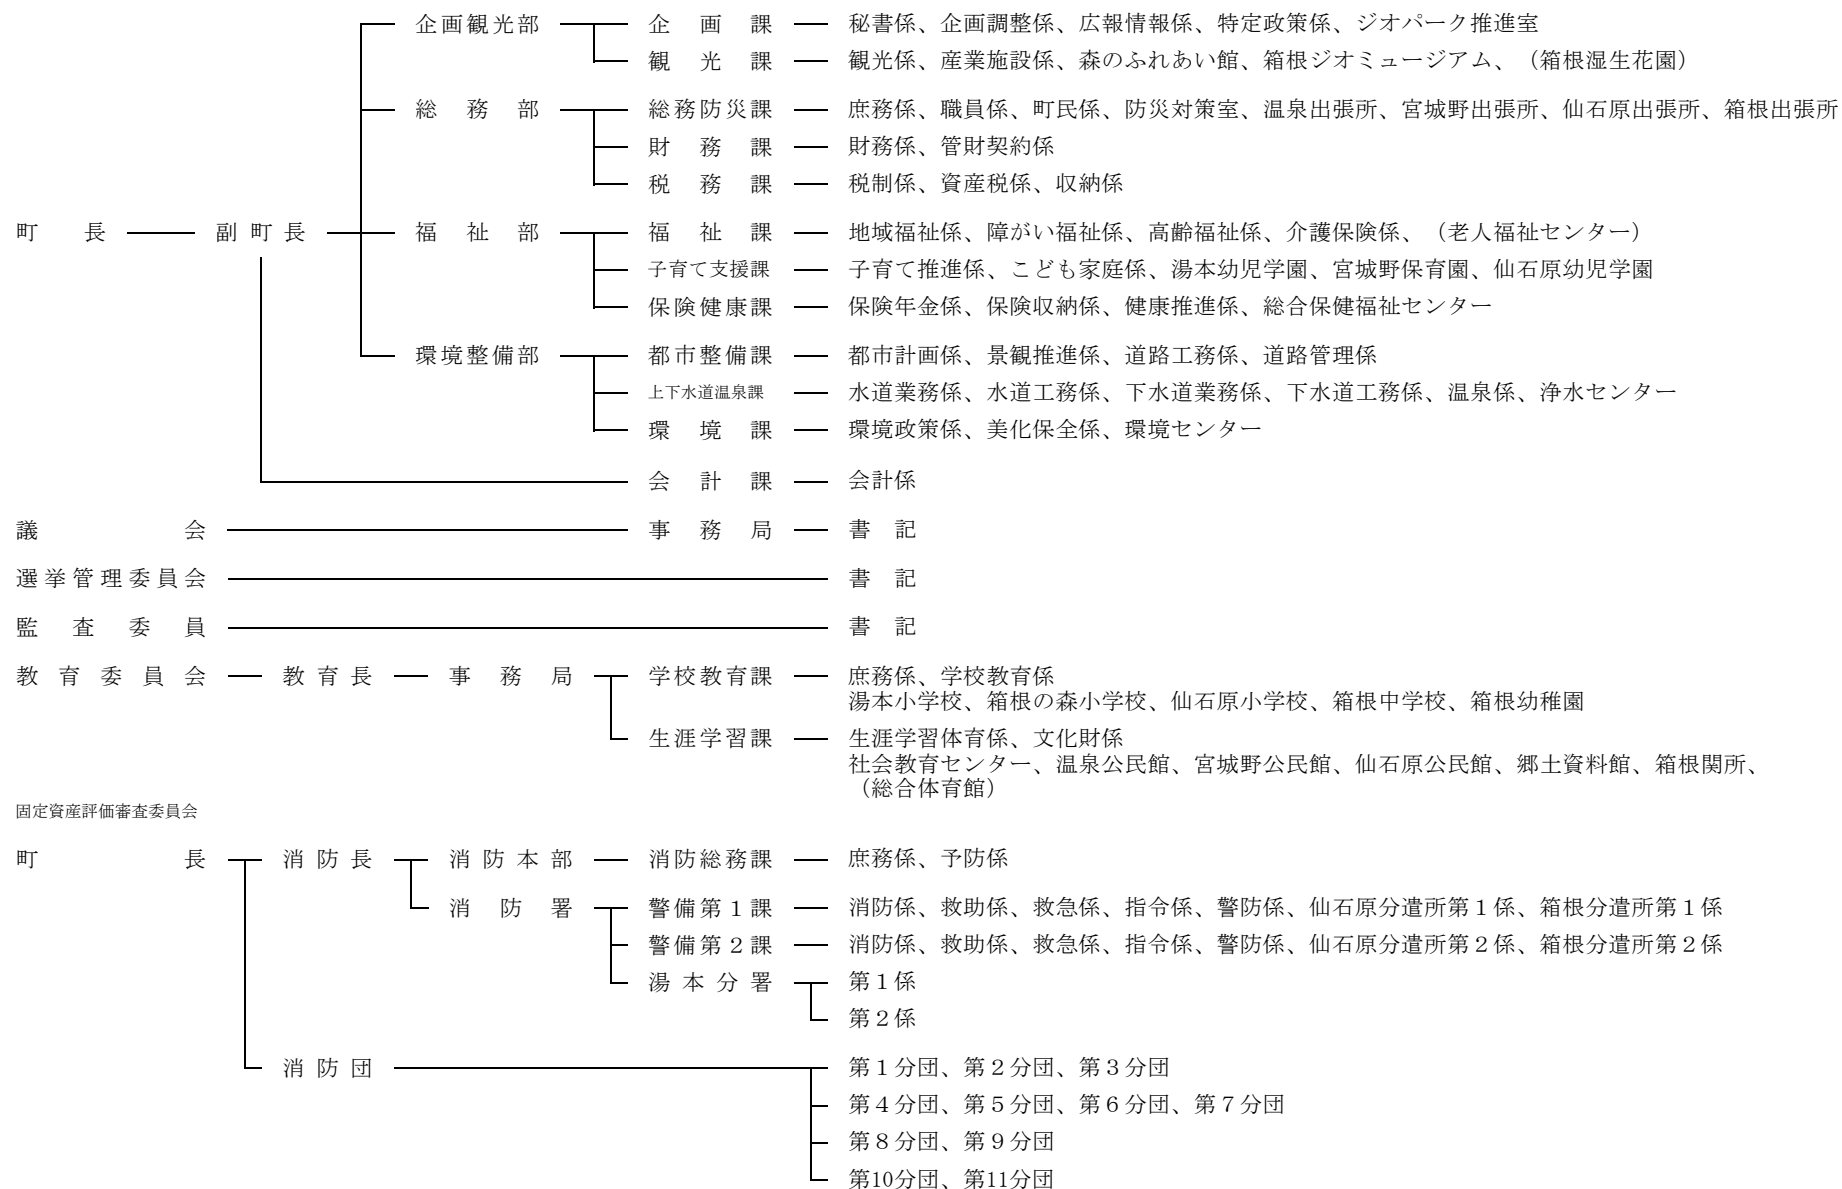 企画観光部 企画課 秘書係、企画調整係、広報情報係、特定政策係、ジオパーク推進室
観光課 観光係、産業施設係、森のふれあい館、箱根ジオミュージアム、（箱根湿生花園）
総務部 総務防災課 庶務係、職員係、町民係、防災対策室、温泉出張所、宮城野出張所、仙石原出張所、箱根出張所
財務課 財務係、管財契約係
税務課 税制係、資産税係、収納係
町長 副町長 福祉部 福祉課 地域福祉係、障がい福祉係、高齢福祉係、介護保険係、（老人福祉センター）
子育て支援課 子育て推進係、こども家庭係、湯本幼児学園、宮城野保育園、仙石原幼児学園
保険健康課 保険年金係、保険収納係、健康推進係、総合保健福祉センター
環境整備部 都市整備課 都市計画係、景観推進係、道路工務係、道路管理係
上下水道温泉課 水道業務係、水道工務係、下水道業務係、下水道工務係、温泉係、浄水センター
環境課 環境政策係、美化保全係、環境センター
会計課 会計係
議会 事務局 書記
選挙管理委員会 書記
監査委員 書記
教育委員会 教育長 事務局 学校教育課 庶務係、学校教育係
湯本小学校、箱根の森小学校、仙石原小学校、箱根中学校、箱根幼稚園
生涯学習課 生涯学習体育係、文化財係
社会教育センター、温泉公民館、宮城野公民館、仙石原公民館、郷土資料館、箱根関所、
（総合体育館）
固定資産評価審査委員会
町長 消防長 消防本部 消防総務課 庶務係、予防係
消防署 警備第１課 消防係、救助係、救急係、指令係、警防係、仙石原分遣所第１係、箱根分遣所第１係
警備第２課 消防係、救助係、救急係、指令係、警防係、仙石原分遣所第２係、箱根分遣所第２係
湯本分署 第１係
第２係
消防団 第１分団、第２分団、第３分団
第４分団、第５分団、第６分団、第７分団
第８分団、第９分団
第10分団、第11分団